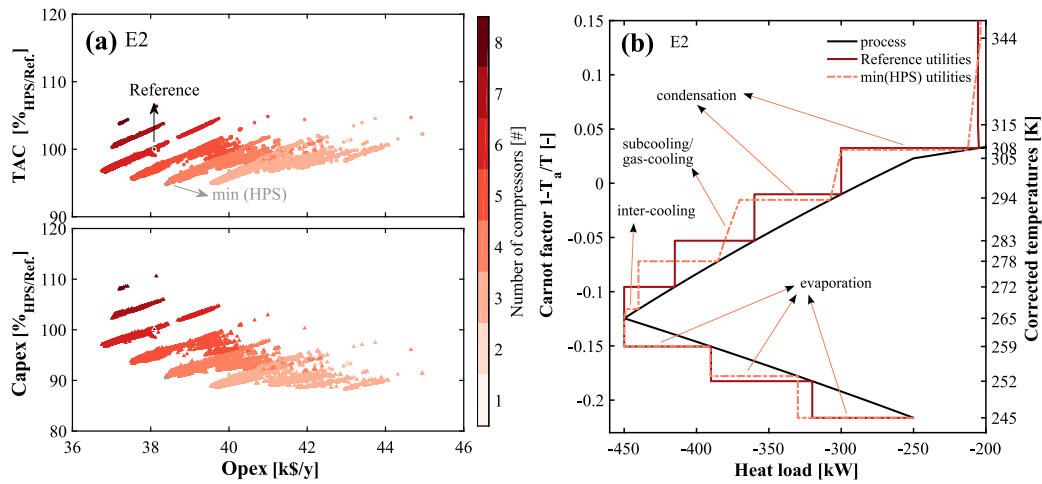 (a) E2
Reference
min (HPS)
TAC [%HPS/Ref.]
120
110
100
90
Capex [%HPS/Ref.]
120
100
80
36
38
40
42
44
46
Opex [k$/y]
Number of compressors [#]
8
7
6
5
4
3
2
1
(b) E2
process
Reference utilities
min(HPS) utilities
condensation
subcooling/
gas-cooling
inter-cooling
evaporation
Carnot factor 1-Ta/T [-]
0.15
0.1
0.05
0
-0.05
-0.1
-0.15
-0.2
-450
-400
-350
-300
-250
-200
Heat load [kW]
Corrected temperatures [K]
344
315
308
305
294
283
278
272
265
259
252
245